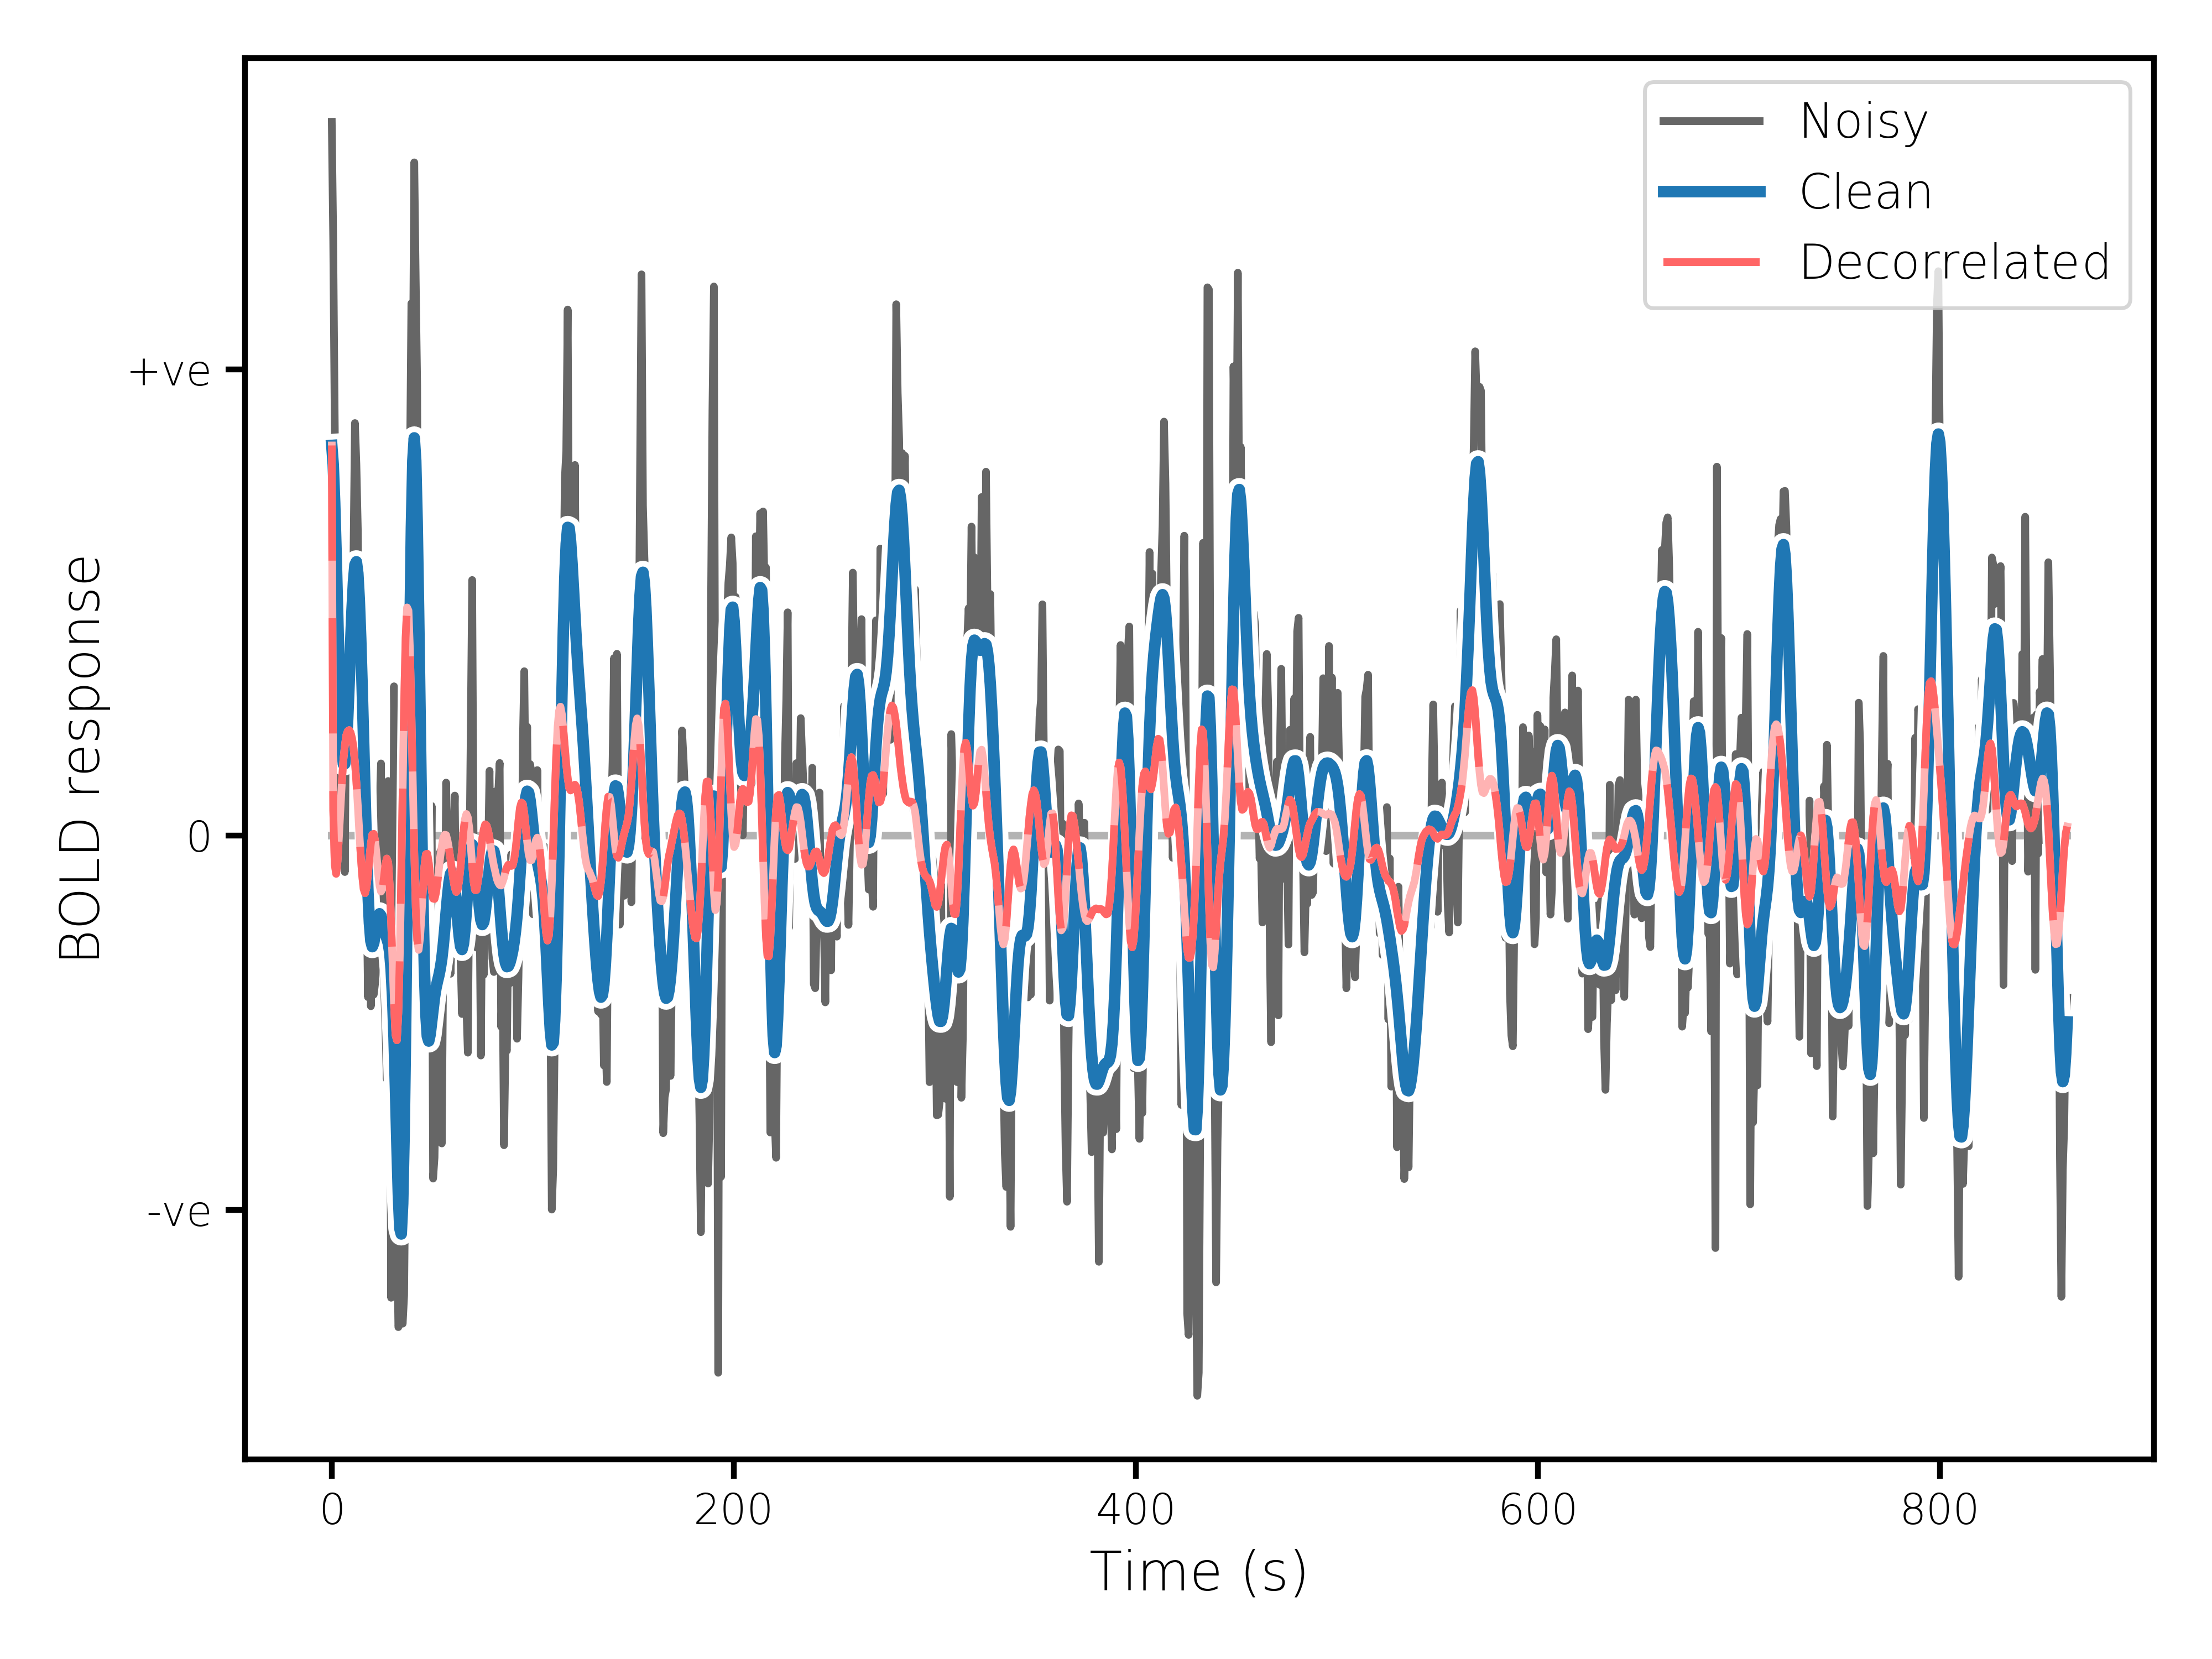 Noisy
Clean
Decorrelated
+ve
0
-ve
BOLD response
0
200
400
600
800
Time (s)